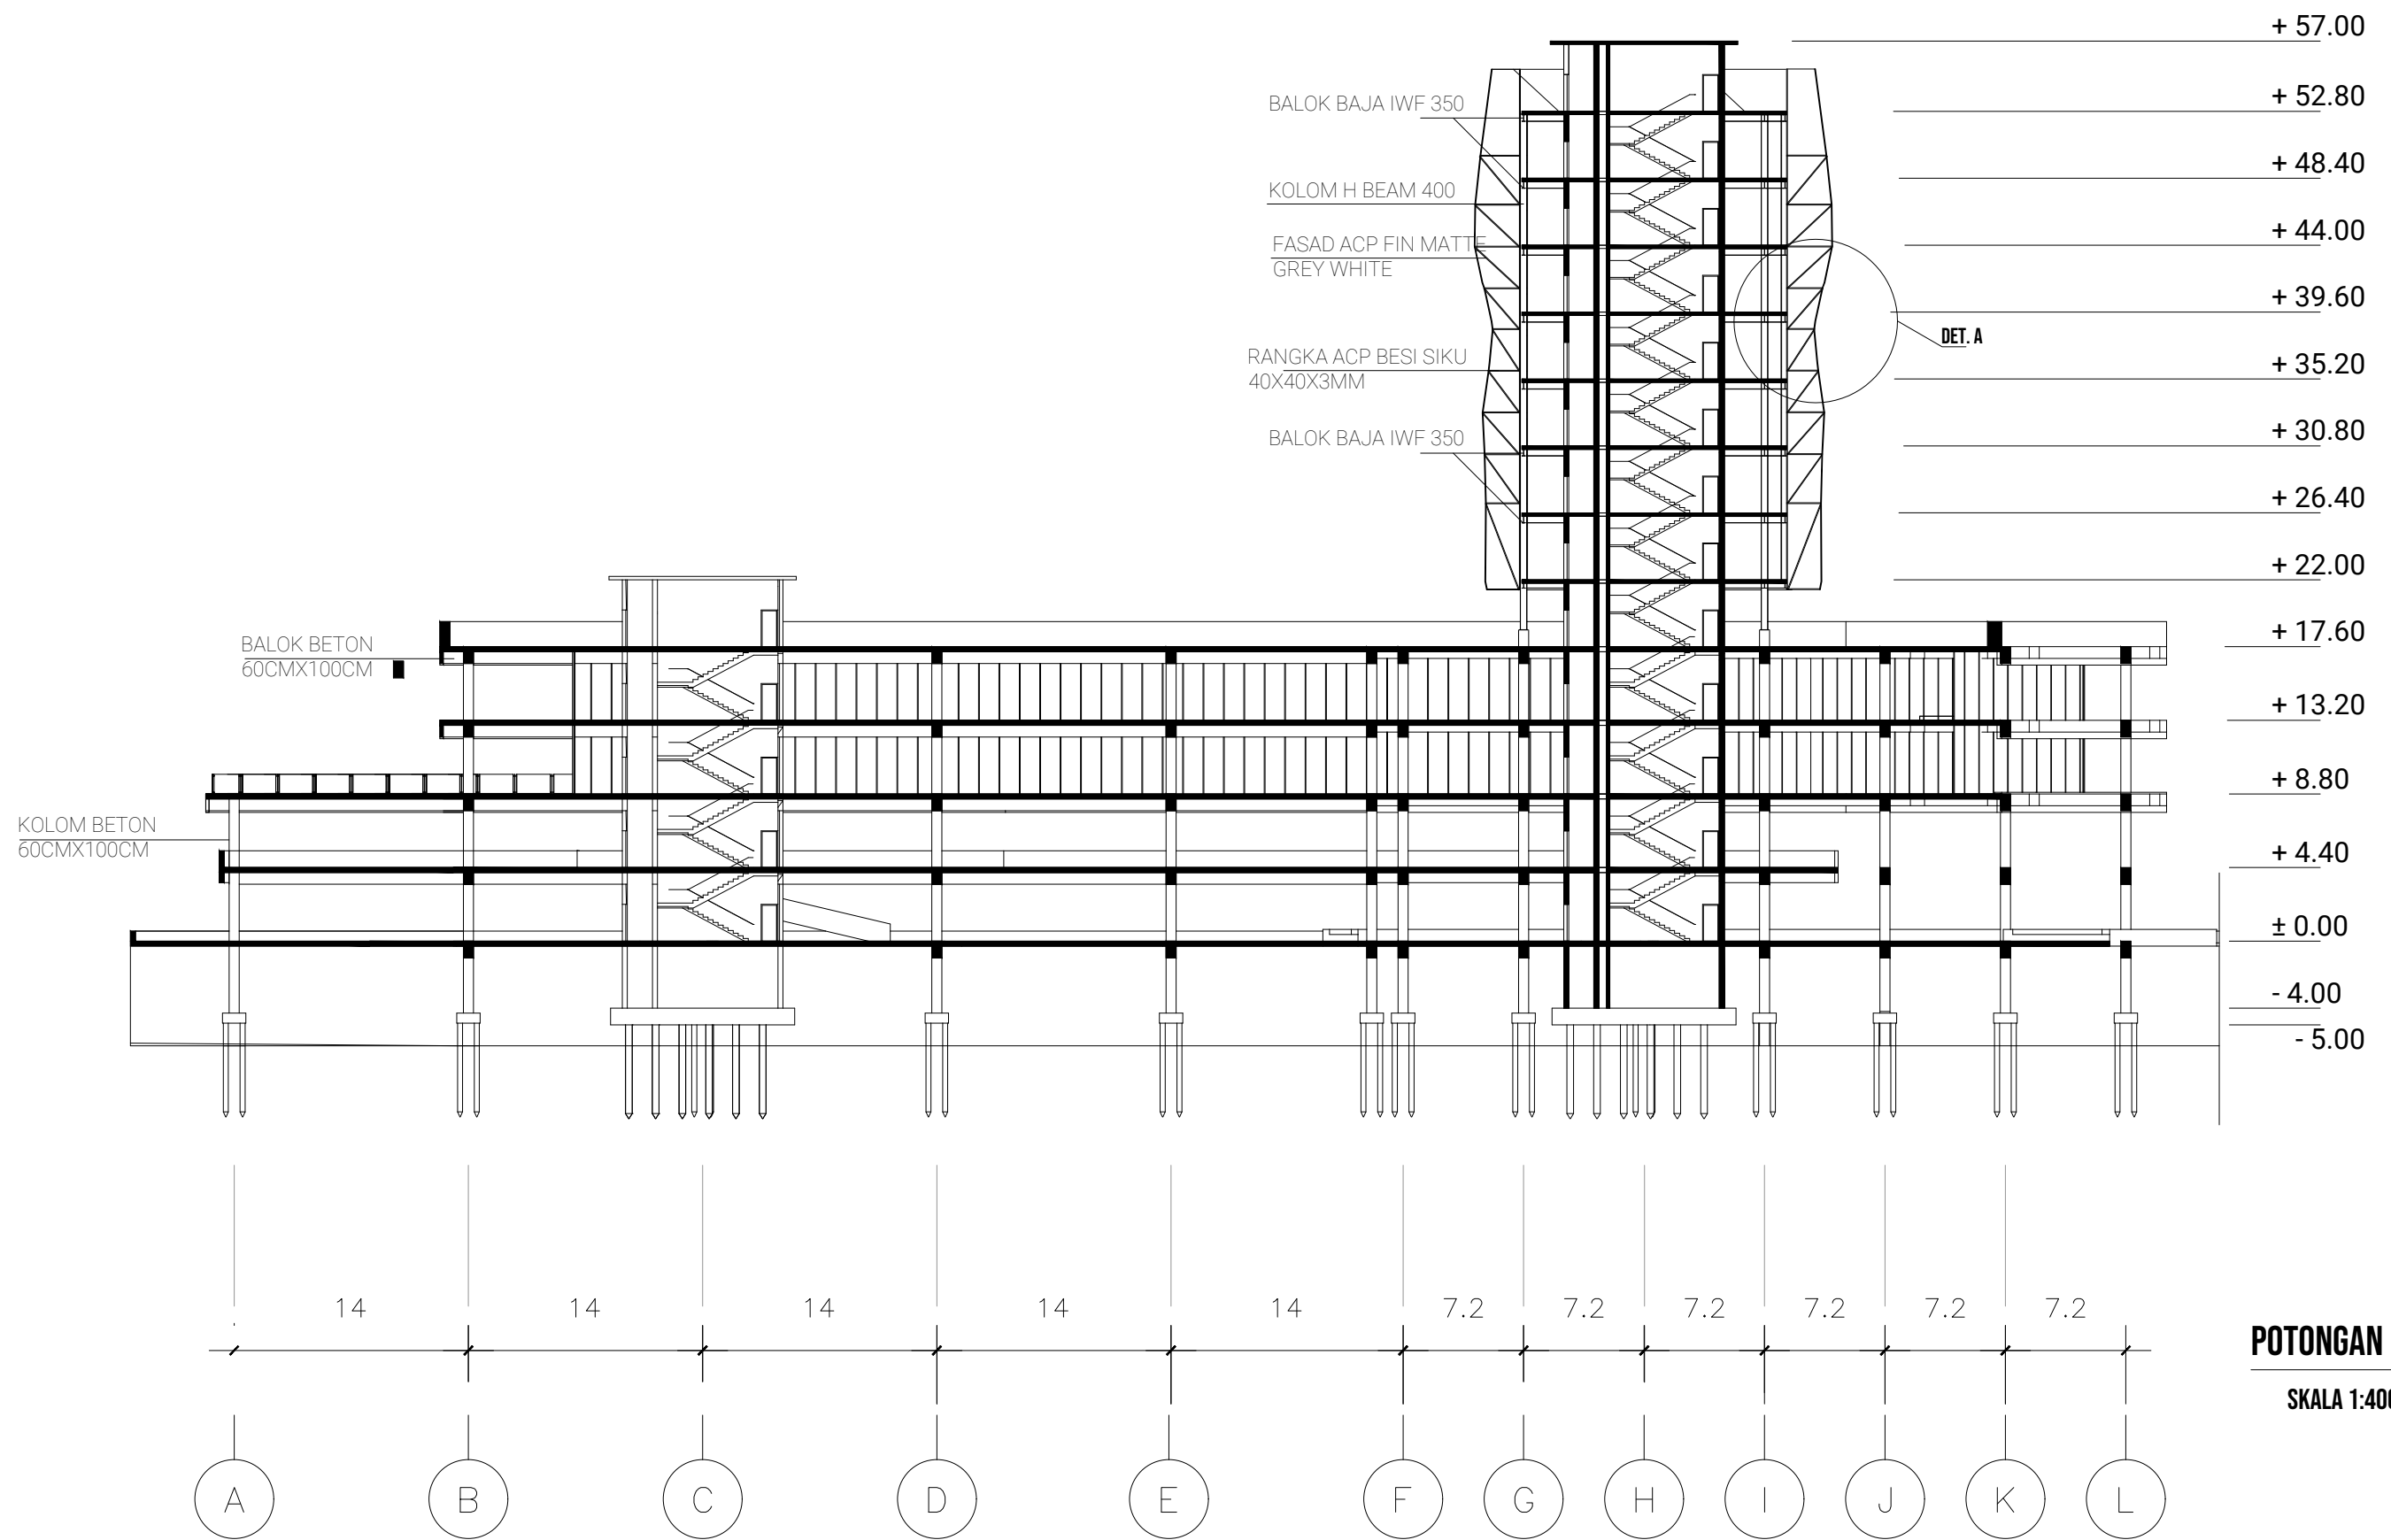 + 57.00
+ 52.80
BALOK BAJA IWF 350
+ 48.40
KOLOM H BEAM 400
+ 44.00
FASAD ACP FIN MATTE
GREY WHITE
+ 39.60
DET. A
RANGKA ACP BESI SIKU
40X40X3MM
+ 35.20
BALOK BAJA IWF 350
+ 30.80
+ 26.40
+ 22.00
BALOK BETON
60CMX100CM
+ 17.60
+ 13.20
+ 8.80
KOLOM BETON
60CMX100CM
+ 4.40
± 0.00
- 4.00
- 5.00
14 14 14 14 14 7.2 7.2 7.2 7.2 7.2 7.2
POTONGAN
SKALA 1:400
A B C D E F G H I J K L